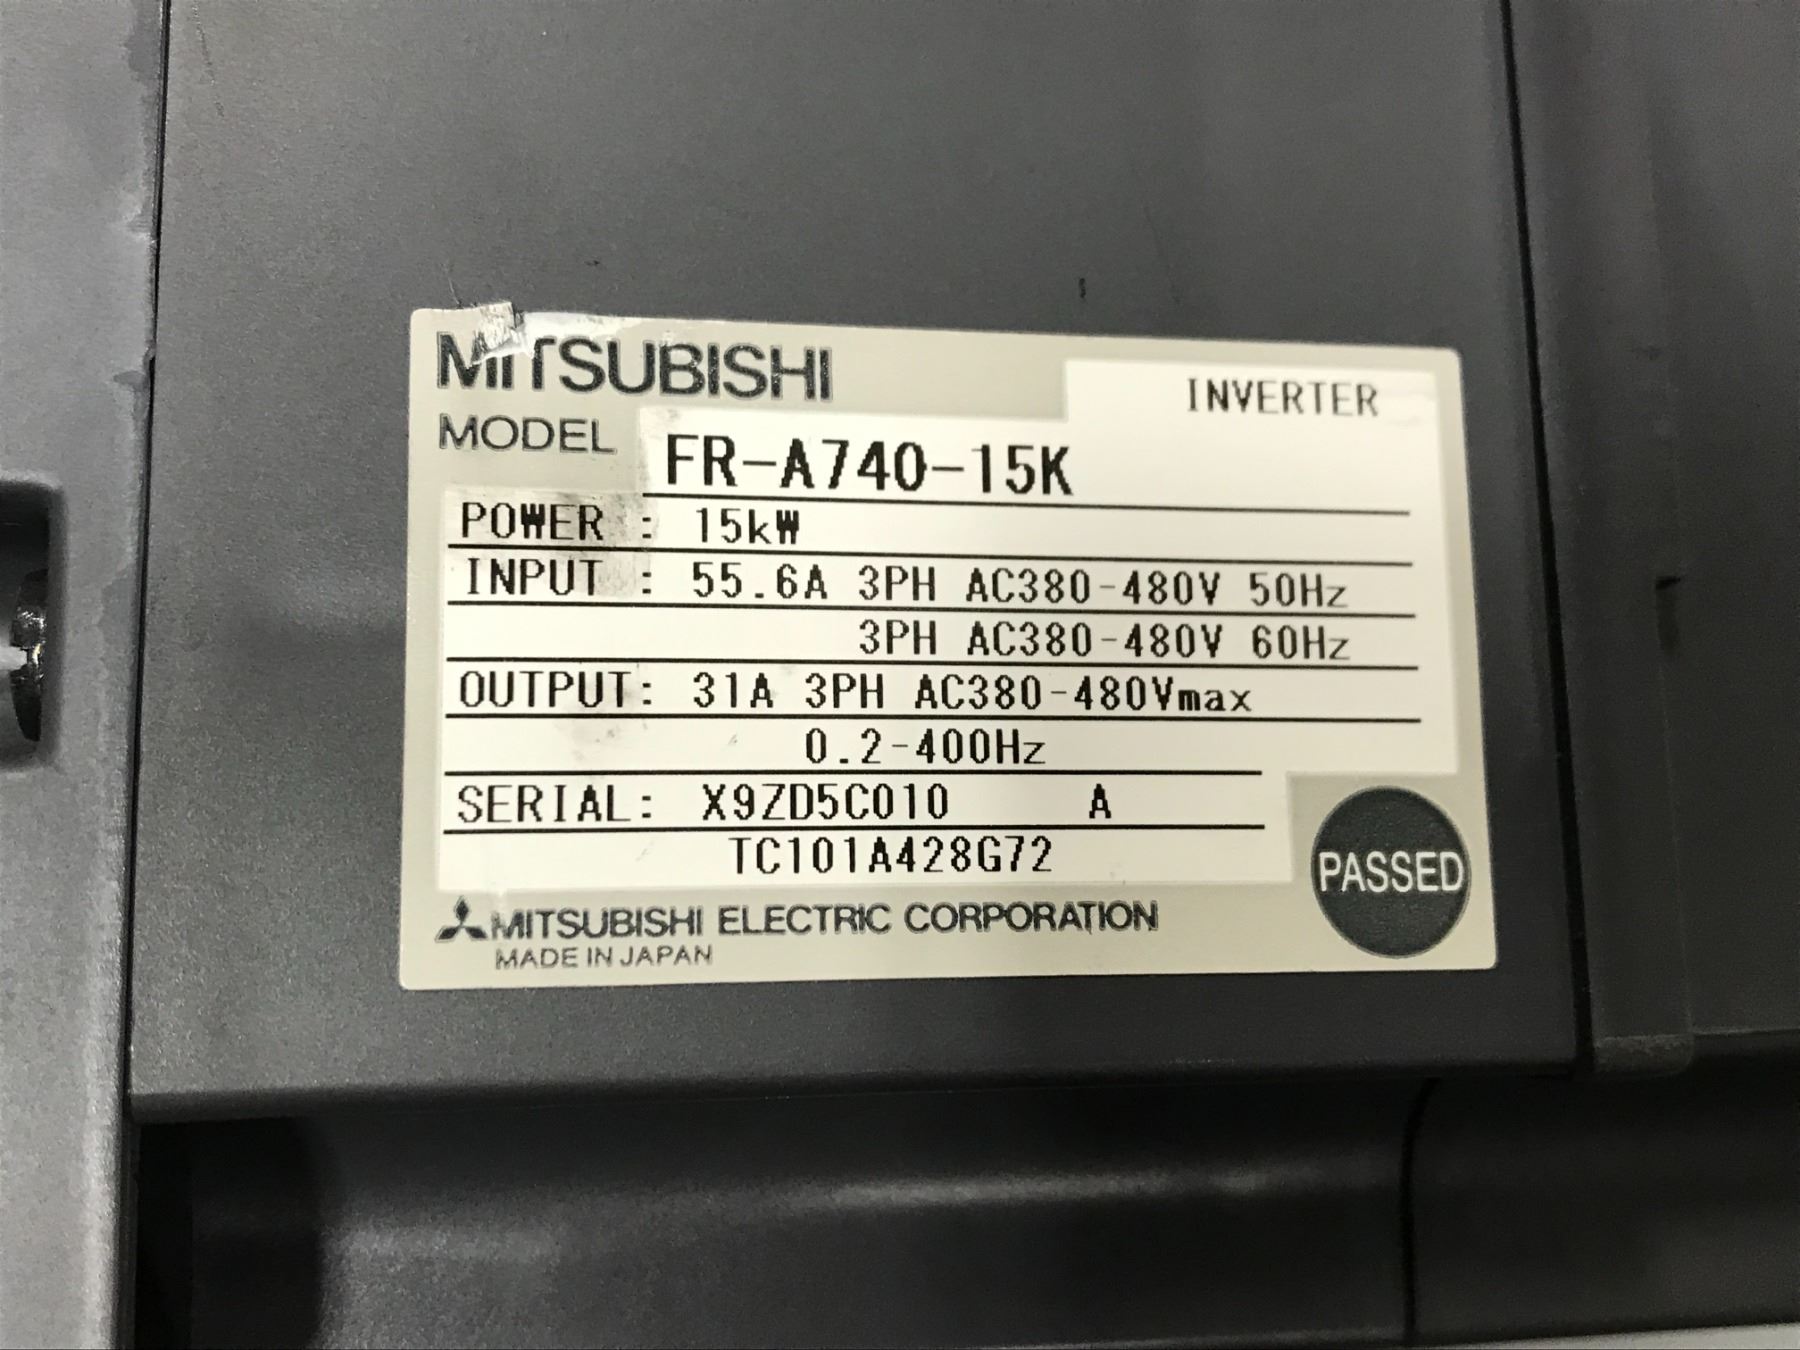 MITSUBISHI
INVERTER
MODEL FR-A740-15K
POWER : 15kW
INPUT : 55.6A 3PH AC380-480V 50Hz
3PH AC380-480V 60Hz
OUTPUT: 31A 3PH AC380-480Vmax
0.2-400Hz
SERIAL: X9ZD5C010 A
TC101A428G72
PASSED
MITSUBISHI ELECTRIC CORPORATION
MADE IN JAPAN